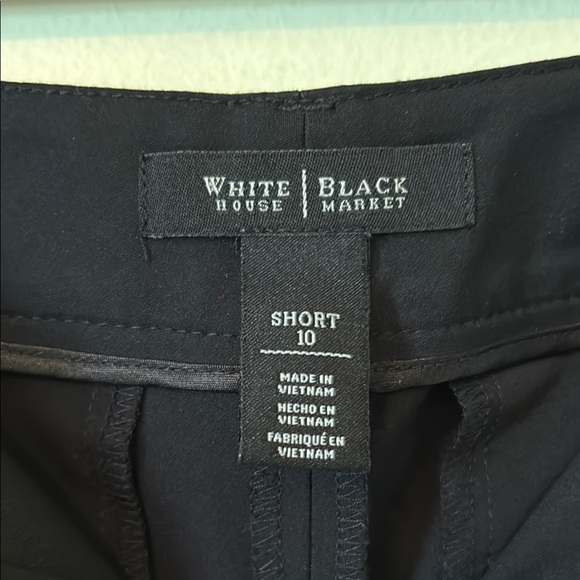 WHITE | BLACK
HOUSE | MARKET
SHORT
10
MADE IN
VIETNAM
HECHO EN
VIETNAM
FABRIQUÉ EN
VIETNAM